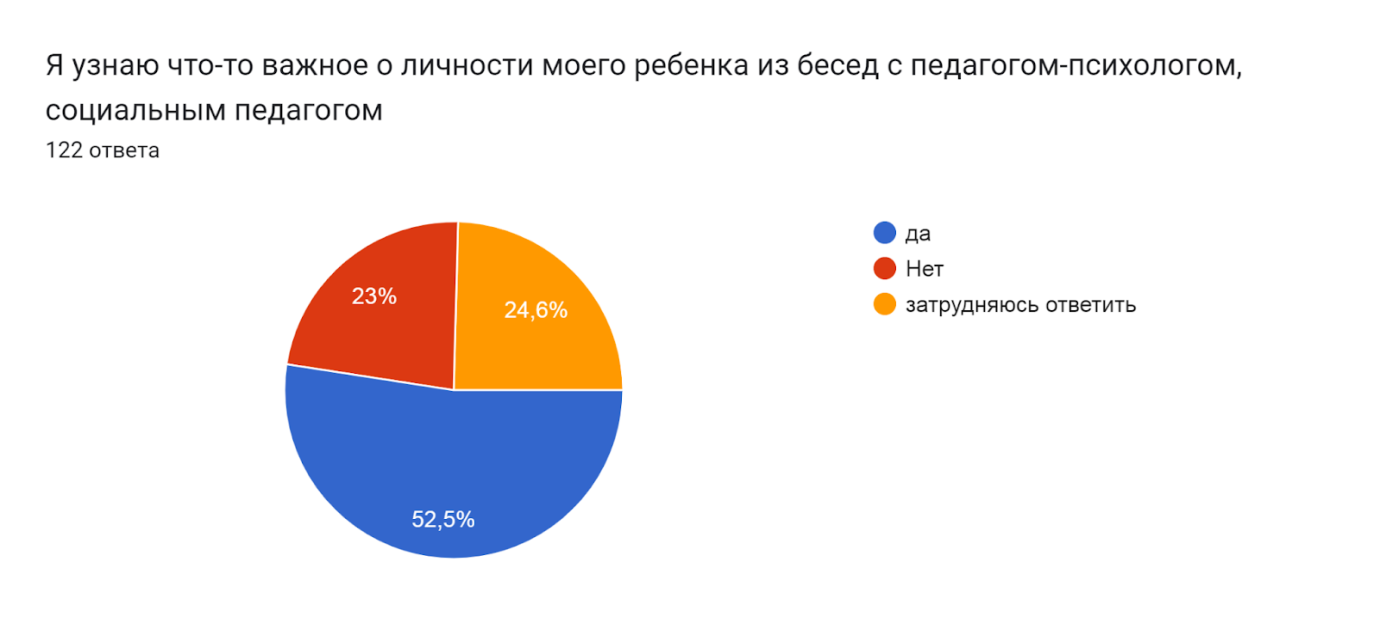 Я узнаю что-то важное о личности моего ребенка из бесед с педагогом-психологом,
социальным педагогом
122 ответа
да
Нет
затрудняюсь ответить
23%
24,6%
52,5%